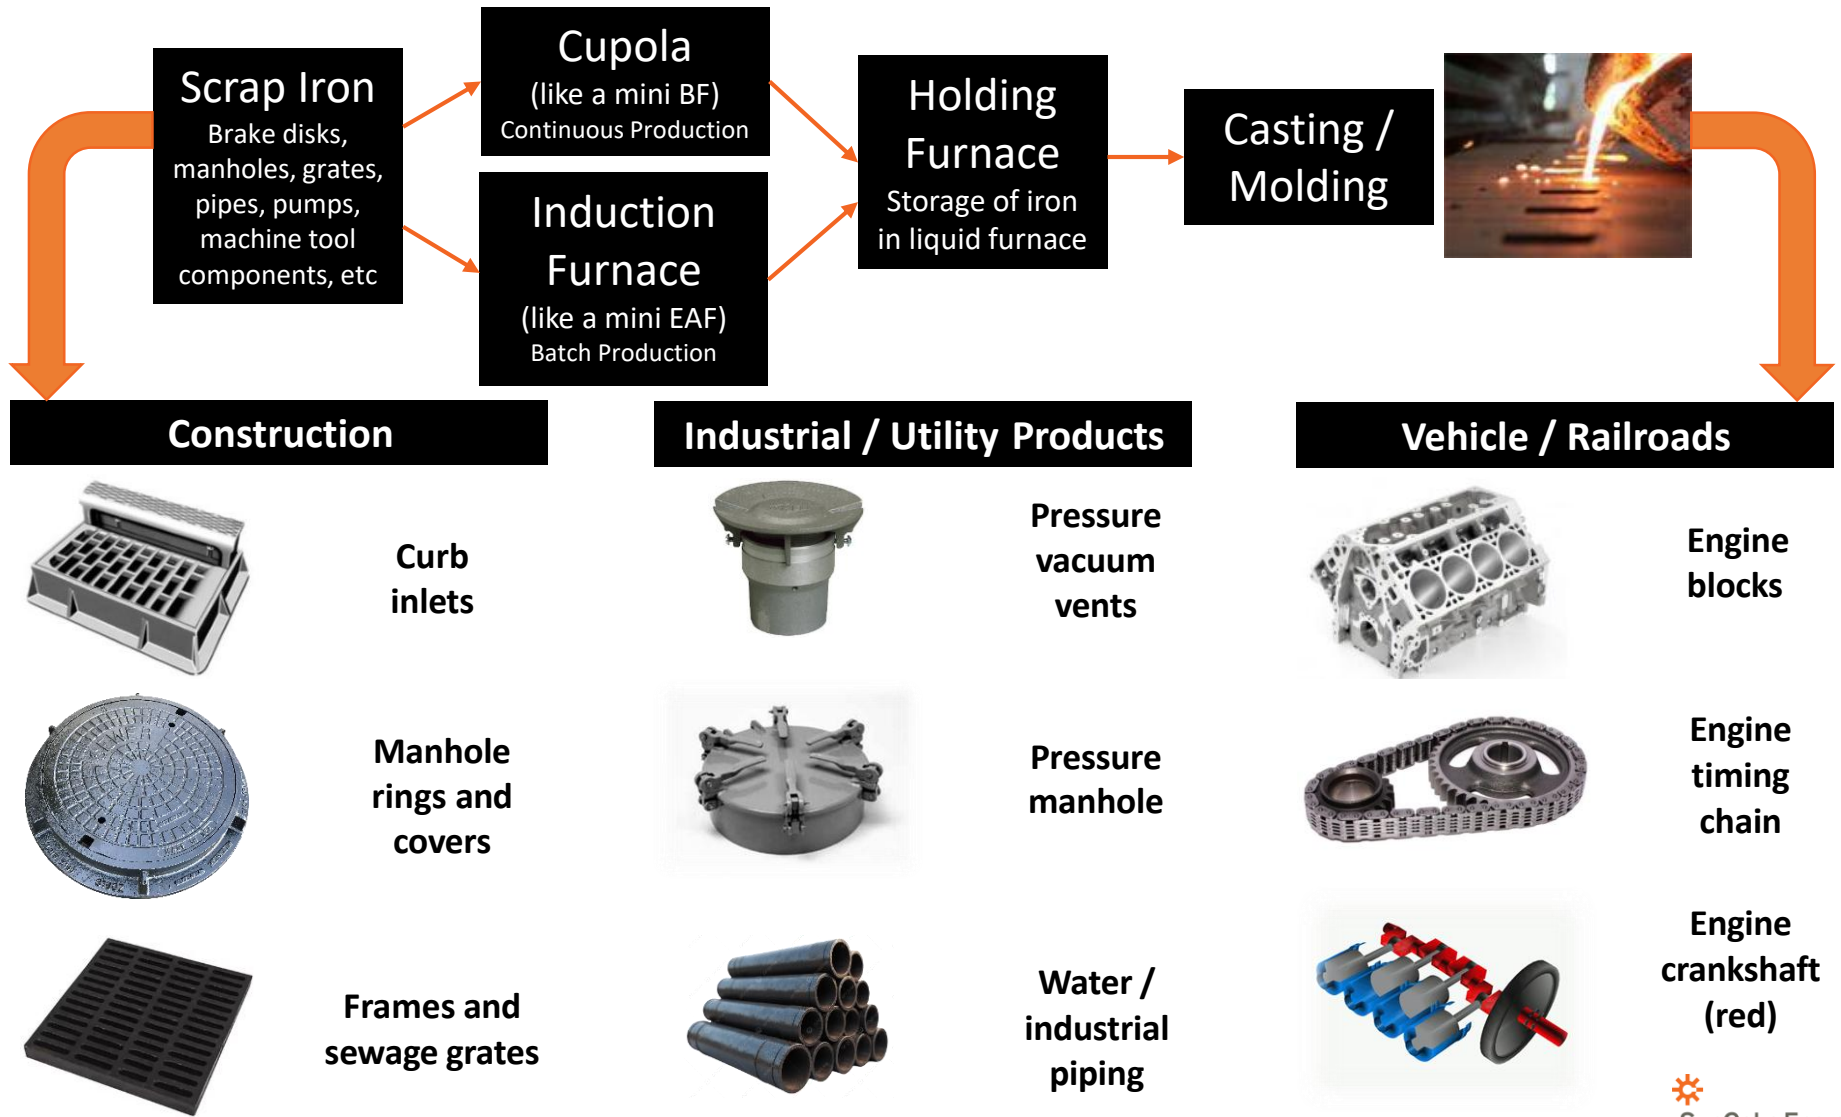 Scrap Iron
Brake disks,
manholes, grates,
pipes, pumps,
machine tool
components, etc
Cupola
(like a mini BF)
Continuous Production
Induction
Furnace
(like a mini EAF)
Batch Production
Holding
Furnace
Storage of iron
in liquid furnace
Casting /
Molding
Construction
Curb
inlets
SEWER
Manhole
rings and
covers
Frames and
sewage grates
Industrial / Utility Products
Pressure
vacuum
vents
Pressure
manhole
Water /
industrial
piping
Vehicle / Railroads
Engine
blocks
Engine
timing
chain
Engine
crankshaft
(red)